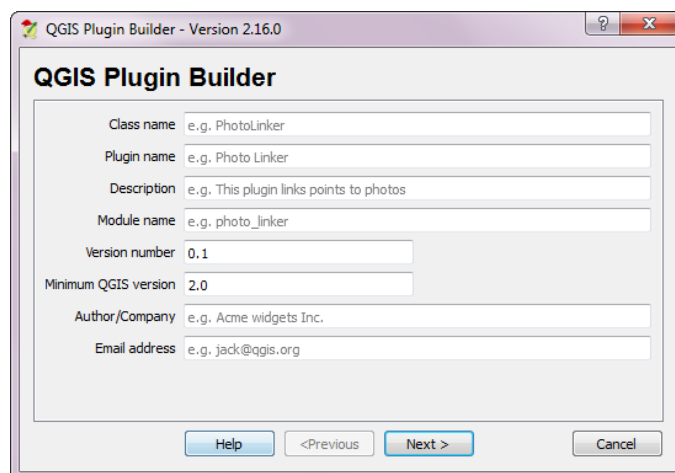 QGIS Plugin Builder - Version 2.16.0
QGIS Plugin Builder
Class name e.g. PhotoLinker
Plugin name e.g. Photo Linker
Description e.g. This plugin links points to photos
Module name e.g. photo_linker
Version number 0.1
Minimum QGIS version 2.0
Author/Company e.g. Acme widgets Inc.
Email address e.g. jack@qgis.org
Help <Previous Next > Cancel